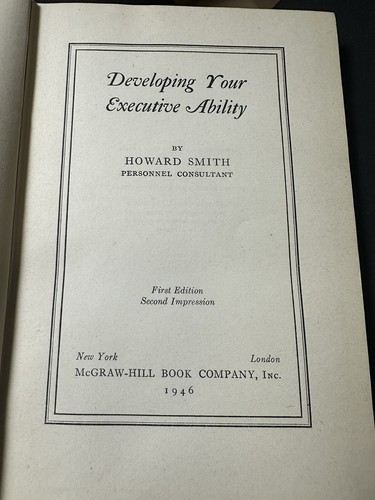 Developing Your
Executive Ability
BY
HOWARD SMITH
PERSONNEL CONSULTANT
First Edition
Second Impression
New York London
McGRAW-HILL BOOK COMPANY, INC.
1946